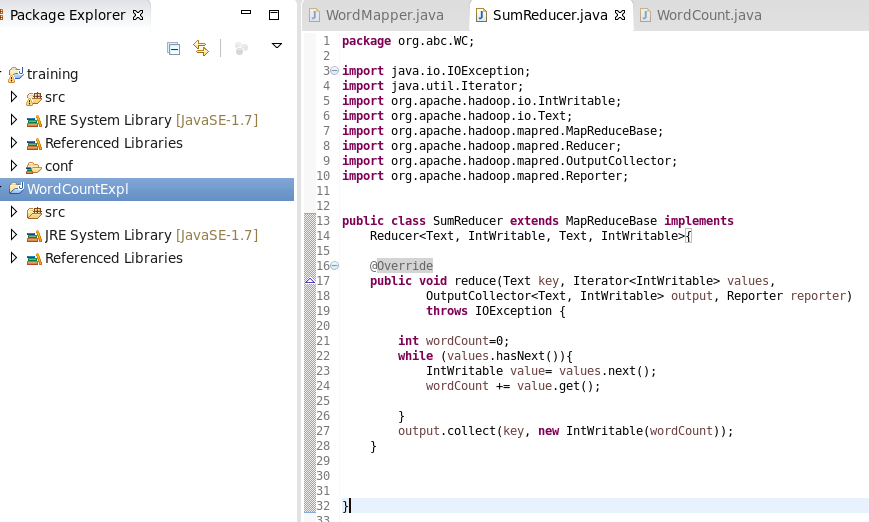 Package Explorer
training
src
JRE System Library [JavaSE-1.7]
Referenced Libraries
conf
WordCountExpl
src
JRE System Library [JavaSE-1.7]
Referenced Libraries
WordMapper.java SumReducer.java WordCount.java
1 package org.abc.WC;
2
3 import java.io.IOException;
4 import java.util.Iterator;
5 import org.apache.hadoop.io.IntWritable;
6 import org.apache.hadoop.io.Text;
7 import org.apache.hadoop.mapred.MapReduceBase;
8 import org.apache.hadoop.mapred.Reducer;
9 import org.apache.hadoop.mapred.OutputCollector;
10 import org.apache.hadoop.mapred.Reporter;
11
12
13 public class SumReducer extends MapReduceBase implements
14 Reducer<Text, IntWritable, Text, IntWritable>{
15
16 @Override
17 public void reduce(Text key, Iterator<IntWritable> values,
18 OutputCollector<Text, IntWritable> output, Reporter reporter)
19 throws IOException {
20
21 int wordCount=0;
22 while (values.hasNext()){
23 IntWritable value= values.next();
24 wordCount += value.get();
25
26 }
27 output.collect(key, new IntWritable(wordCount));
28 }
29
30
31
32 }
33